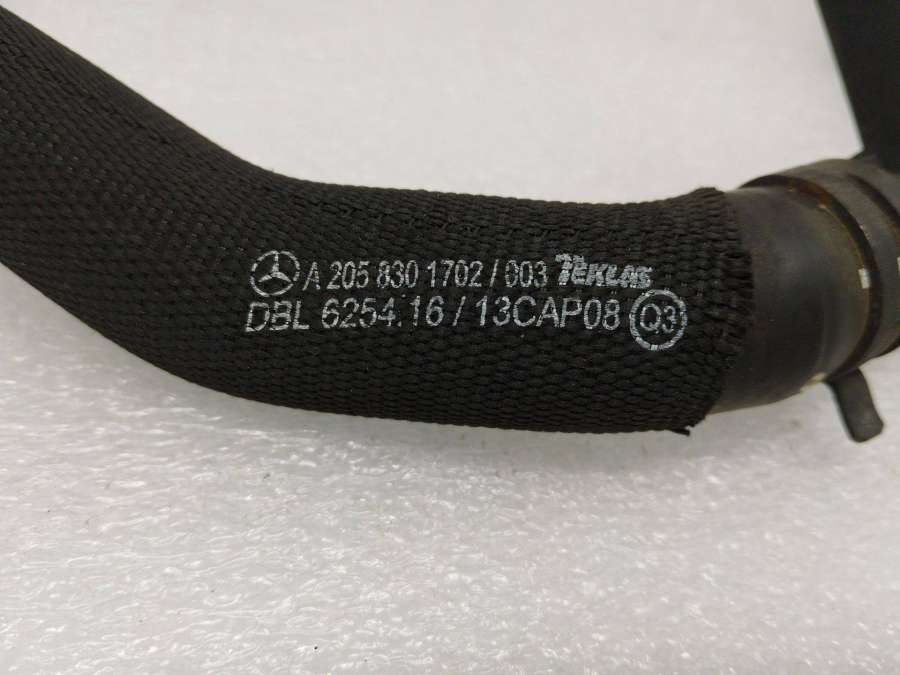 A 205 830 1702 / 003 TEKLAS
DBL 6254.16 / 13CAP08 Q3